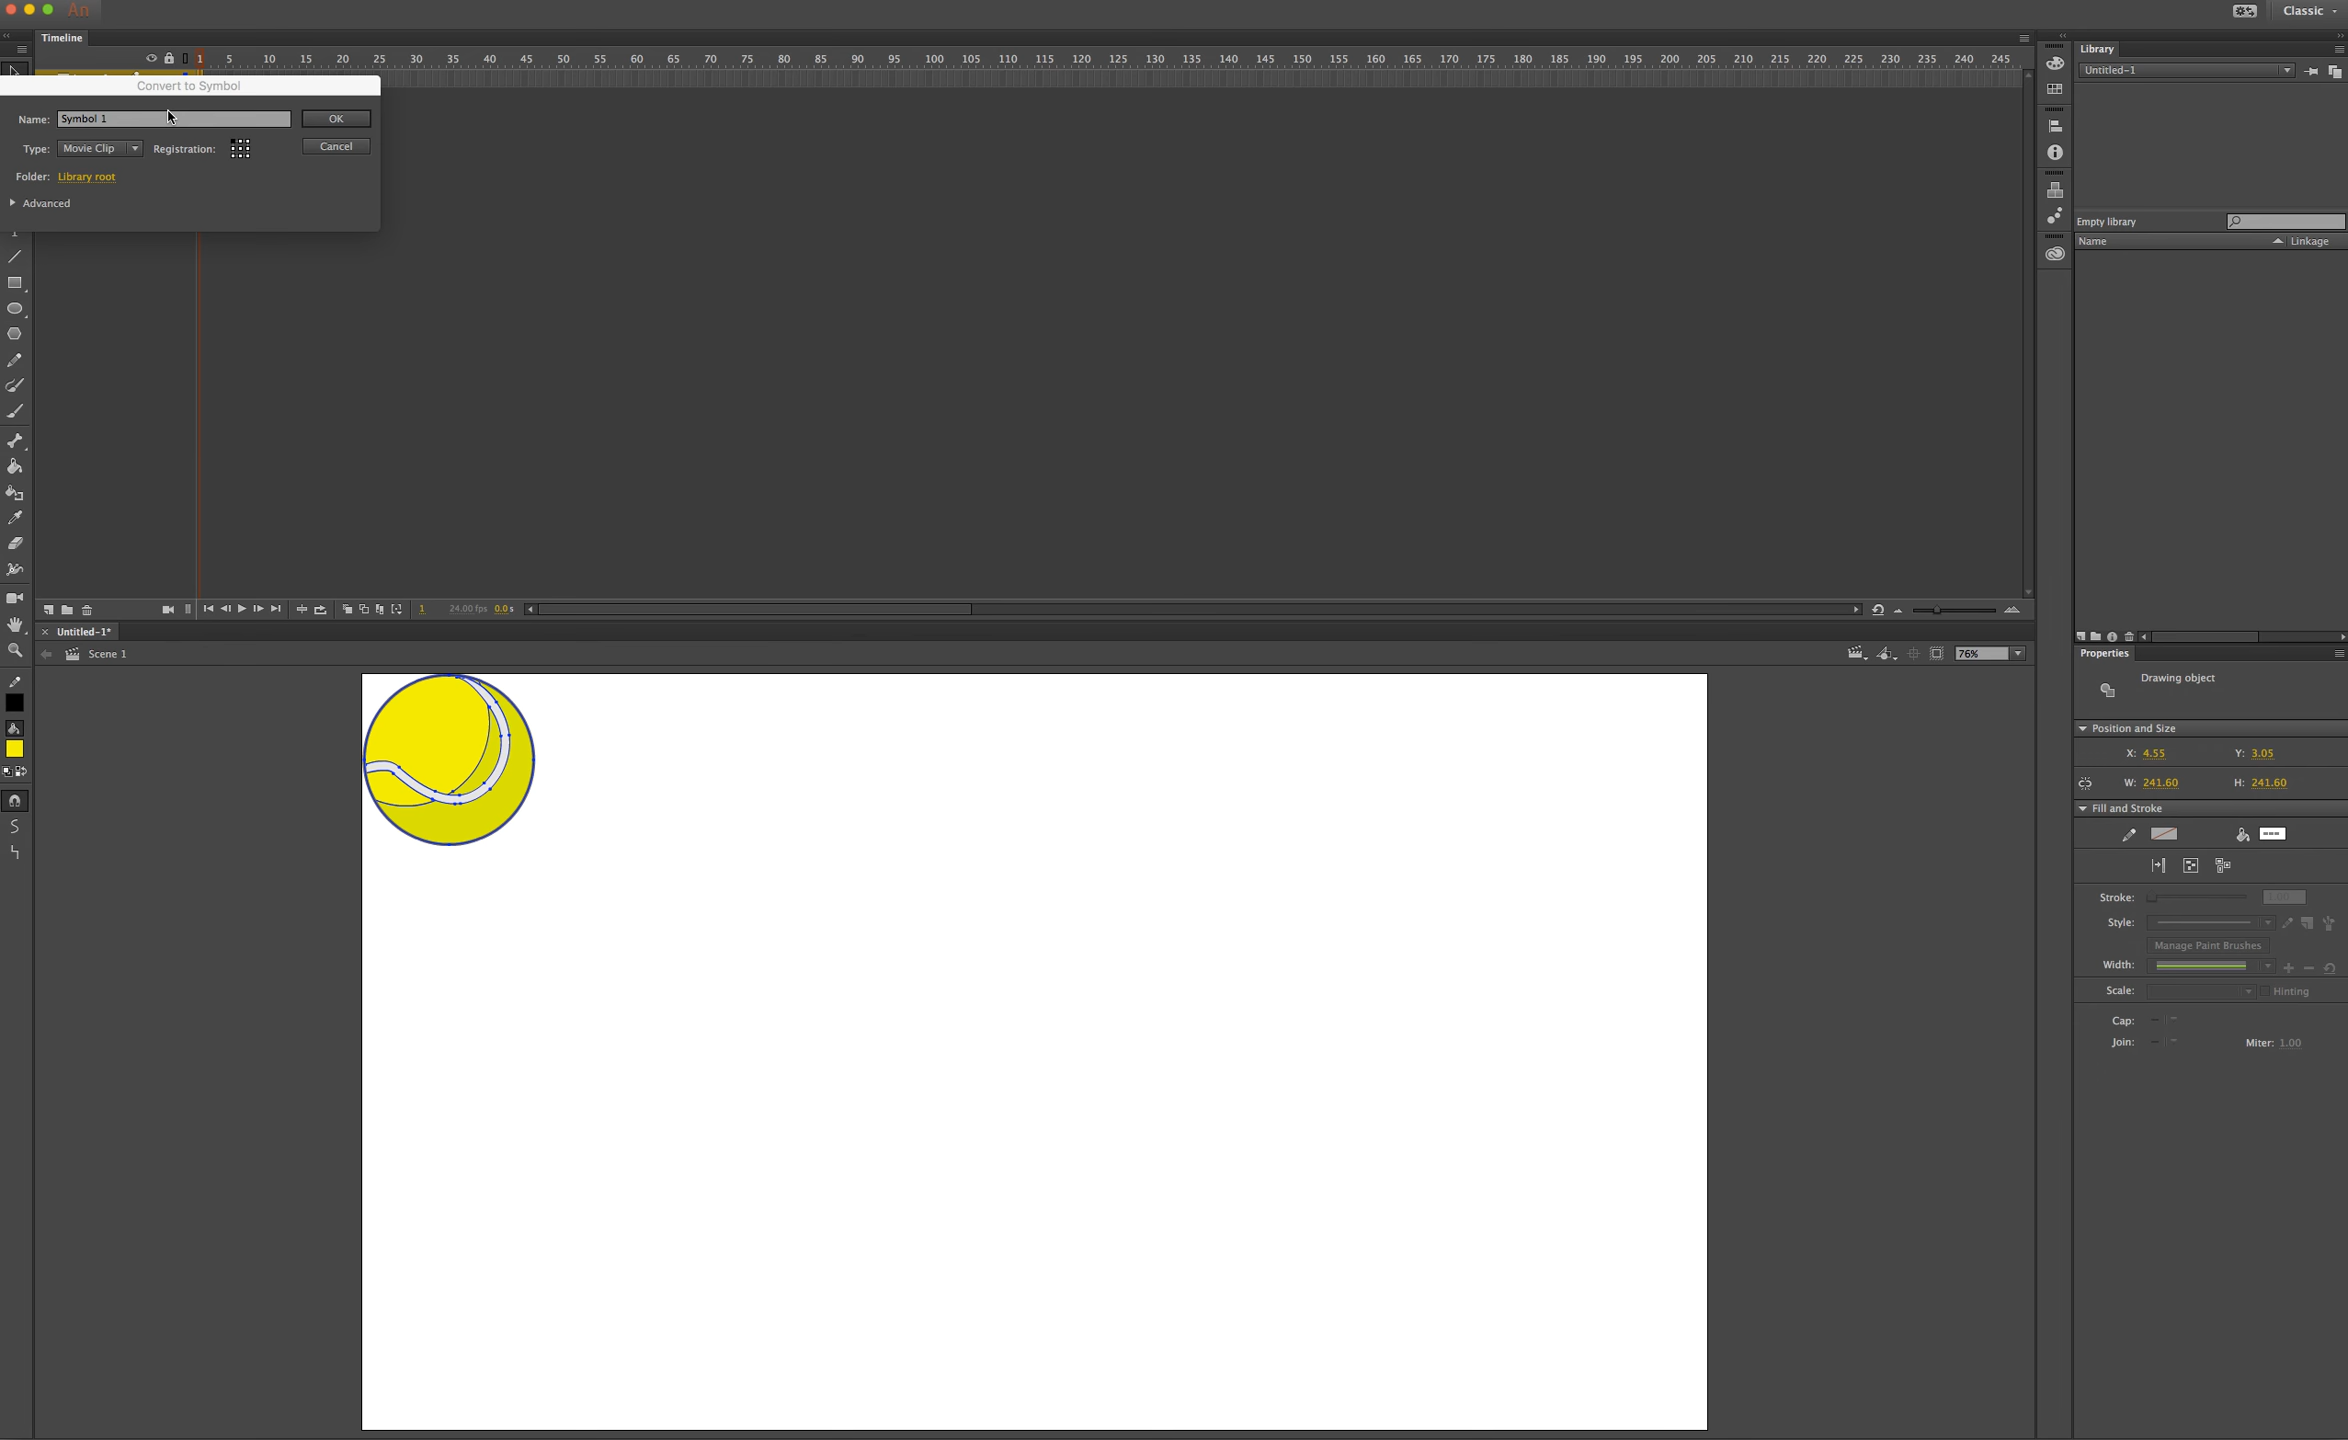 An
Classic
Timeline
1 5 10 15 20 25 30 35 40 45 50 55 60 65 70 75 80 85 90 95 100 105 110 115 120 125 130 135 140 145 150 155 160 165 170 175 180 185 190 195 200 205 210 215 220 225 230 235 240 245
Convert to Symbol
Name: Symbol 1
OK
Type: Movie Clip Registration:
Cancel
Folder: Library root
Advanced
1 24.00 fps 0.0 s
Untitled-1*
Scene 1
76%
Library
Untitled-1
Empty library
Name Linkage
Properties
Drawing object
Position and Size
X: 4.55 Y: 3.05
W: 241.60 H: 241.60
Fill and Stroke
Stroke:
Style:
Manage Paint Brushes
Width:
Scale: Hinting
Cap:
Join: Miter: 1.00